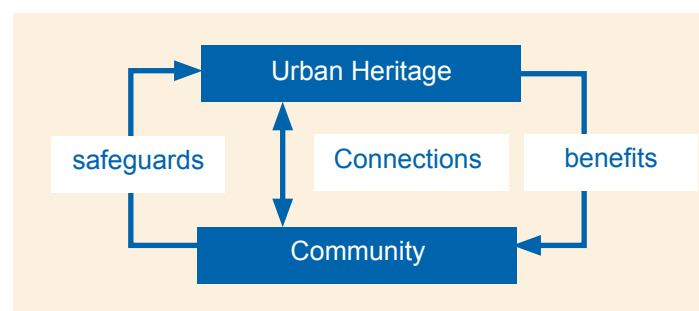 Urban Heritage
safeguards
Connections
benefits
Community